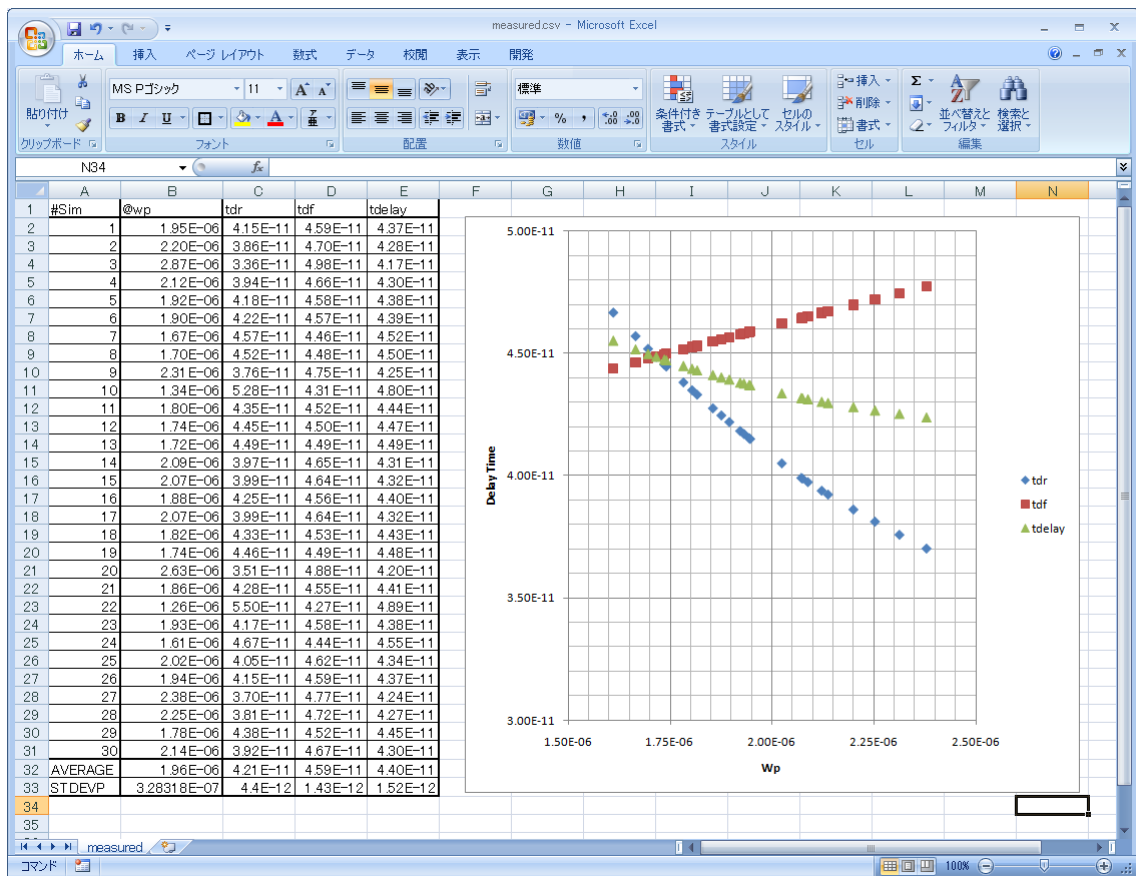 measured.csv - Microsoft Excel
ホーム 挿入 ページ レイアウト 数式 データ 校閲 表示 開発
貼り付け
クリップボード
MS Pゴシック 11
B I U
フォント
配置
標準
% ,
数値
条件付き書式 テーブルとして書式設定 セルのスタイル
スタイル
挿入
削除
書式
セル
Σ
並べ替えとフィルタ 検索と選択
編集
N34 fx
A B C D E F G H I J K L M N
1 #Sim @wp tdr tdf tdelay
2 1 1.95E-06 4.15E-11 4.59E-11 4.37E-11
3 2 2.20E-06 3.86E-11 4.70E-11 4.28E-11
4 3 2.87E-06 3.36E-11 4.98E-11 4.17E-11
5 4 2.12E-06 3.94E-11 4.66E-11 4.30E-11
6 5 1.92E-06 4.18E-11 4.58E-11 4.38E-11
7 6 1.90E-06 4.22E-11 4.57E-11 4.39E-11
8 7 1.67E-06 4.57E-11 4.46E-11 4.52E-11
9 8 1.70E-06 4.52E-11 4.48E-11 4.50E-11
10 9 2.31E-06 3.76E-11 4.75E-11 4.25E-11
11 10 1.34E-06 5.28E-11 4.31E-11 4.80E-11
12 11 1.80E-06 4.35E-11 4.52E-11 4.44E-11
13 12 1.74E-06 4.45E-11 4.50E-11 4.47E-11
14 13 1.72E-06 4.49E-11 4.49E-11 4.49E-11
15 14 2.09E-06 3.97E-11 4.65E-11 4.31E-11
16 15 2.07E-06 3.99E-11 4.64E-11 4.32E-11
17 16 1.88E-06 4.25E-11 4.56E-11 4.40E-11
18 17 2.07E-06 3.99E-11 4.64E-11 4.32E-11
19 18 1.82E-06 4.33E-11 4.53E-11 4.43E-11
20 19 1.74E-06 4.46E-11 4.49E-11 4.48E-11
21 20 2.63E-06 3.51E-11 4.88E-11 4.20E-11
22 21 1.86E-06 4.28E-11 4.55E-11 4.41E-11
23 22 1.26E-06 5.50E-11 4.27E-11 4.89E-11
24 23 1.93E-06 4.17E-11 4.58E-11 4.38E-11
25 24 1.61E-06 4.67E-11 4.44E-11 4.55E-11
26 25 2.02E-06 4.05E-11 4.62E-11 4.34E-11
27 26 1.94E-06 4.15E-11 4.59E-11 4.37E-11
28 27 2.38E-06 3.70E-11 4.77E-11 4.24E-11
29 28 2.25E-06 3.81E-11 4.72E-11 4.27E-11
30 29 1.78E-06 4.38E-11 4.52E-11 4.45E-11
31 30 2.14E-06 3.92E-11 4.67E-11 4.30E-11
32 AVERAGE 1.96E-06 4.21E-11 4.59E-11 4.40E-11
33 STDEVP 3.28318E-07 4.4E-12 1.43E-12 1.52E-12
34
35
5.00E-11
4.50E-11
4.00E-11
3.50E-11
3.00E-11
Delay Time
1.50E-06 1.75E-06 2.00E-06 2.25E-06 2.50E-06
Wp
tdr
tdf
tdelay
measured
コマンド 100%